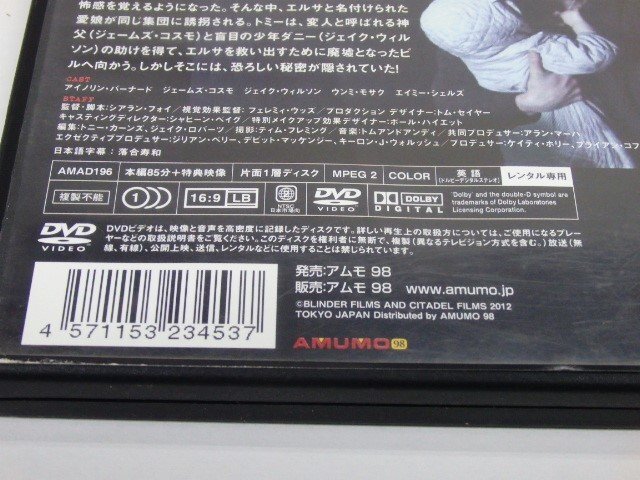 怖感を覚えるようになった。そんな中、エルサと名付けられた
愛娘が同じ集団に誘拐される。トミーは、変人と呼ばれる神
父(ジェームズ・コスモ)と盲目の少年ダニー(ジェイク・ウィル
ソン)の助けを得て、エルサを救い出すために廃墟となったビ
ルへ向かう。しかしそこには、恐ろしい秘密が隠されていた!
CAST
アイノリン・バーナード ジェームズ・コスモ ジェイク・ウィルソン ウンミ・モサク エイミー・シェルズ
STAFF
監督・脚本:シアラン・フォイ/視覚効果監督:フェレミィ・ウッズ/プロダクション デザイナー:トム・セイヤー
キャスティングディレクター:シャヒーン・ベイグ/特別メイクアップ効果デザイナー:ポール・ハイエット
編集:トニー・カーンズ、ジェイク・ロバーツ/撮影:ティム・フレミング/音楽:トムアンドアンディ/共同プロデューサー:アラン・マーハ
エクゼクティブプロデューサー:ジリアン・ベリー、デビット・マッケンジー、キーロン・J・ウォルッシュ/プロデューサー:ケイティ・ホリー、ブライアン・コフ
日本語字幕:落合寿和
AMAD196 本編85分+特典映像 片面1層ディスク MPEG 2 COLOR 英語 (ドルビーデジタルステレオ) レンタル専用
複製不能 1 16:9 LB 2 NTSC 日本市場向 DVD VIDEO DOLBY DIGITAL "Dolby and the double-D symbol are trademarks of Dolby Laboratories Licensing Corporation.
DVD VIDEO
DVDビデオは、映像と音声を高密度に記録したディスクです。詳しい再生上の取扱方については、ご使用になるプレー
ヤーなどの取扱説明書をご覧ください。このディスクを権利者に無断で、複製(異なるテレビジョン方式を含む。)放送(無
線、有線)、公開上映、送信、レンタルなどに使用することは禁じられています。
発売:アムモ 98
販売:アムモ 98 www.amumo.jp
©BLINDER FILMS AND CITADEL FILMS 2012
TOKYO JAPAN Distributed by AMUMO 98
AMUMO 98
4 571153 234537